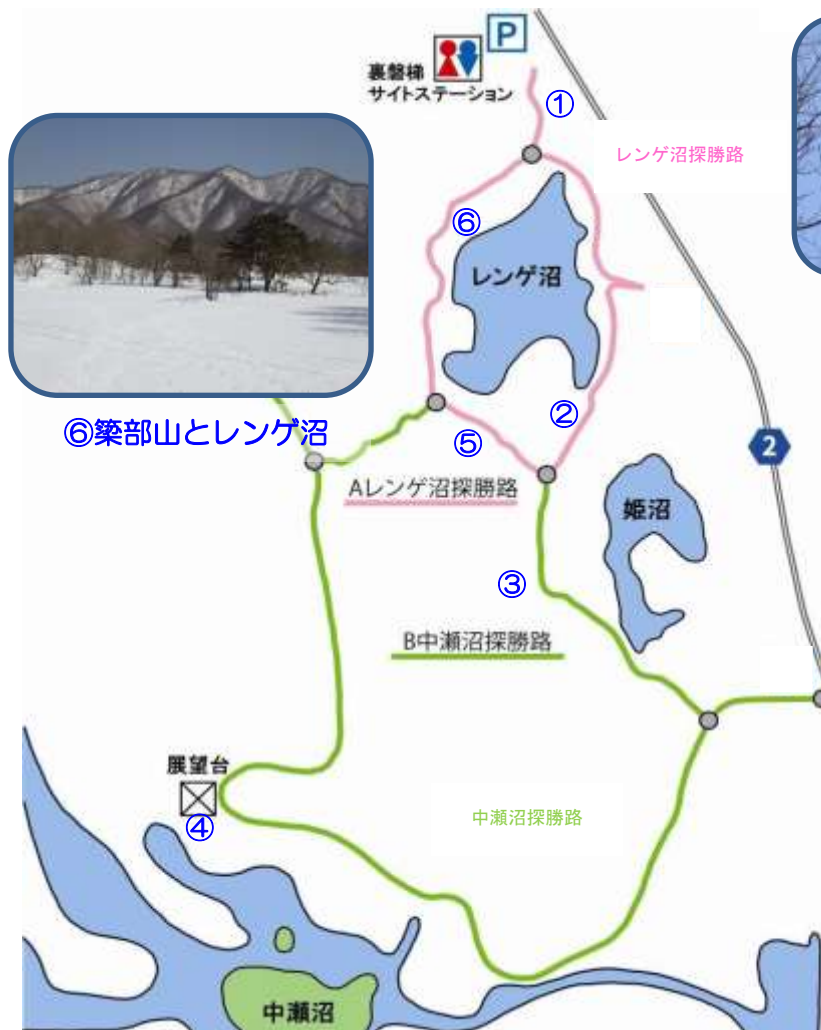 P
裏磐梯
サイトステーション
①
レンゲ沼探勝路
⑥
レンゲ沼
②
⑥簗部山とレンゲ沼
⑤
2
Aレンゲ沼探勝路
姫沼
③
B中瀬沼探勝路
展望台
④
中瀬沼探勝路
中瀬沼